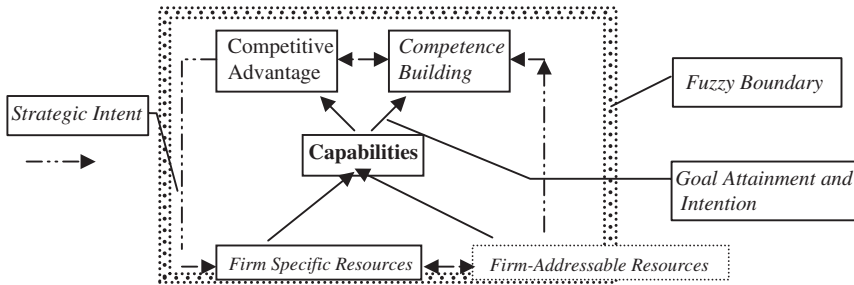 Competitive
Advantage
Competence
Building
Fuzzy Boundary
Strategic Intent
Capabilities
Goal Attainment and
Intention
Firm Specific Resources
Firm-Addressable Resources